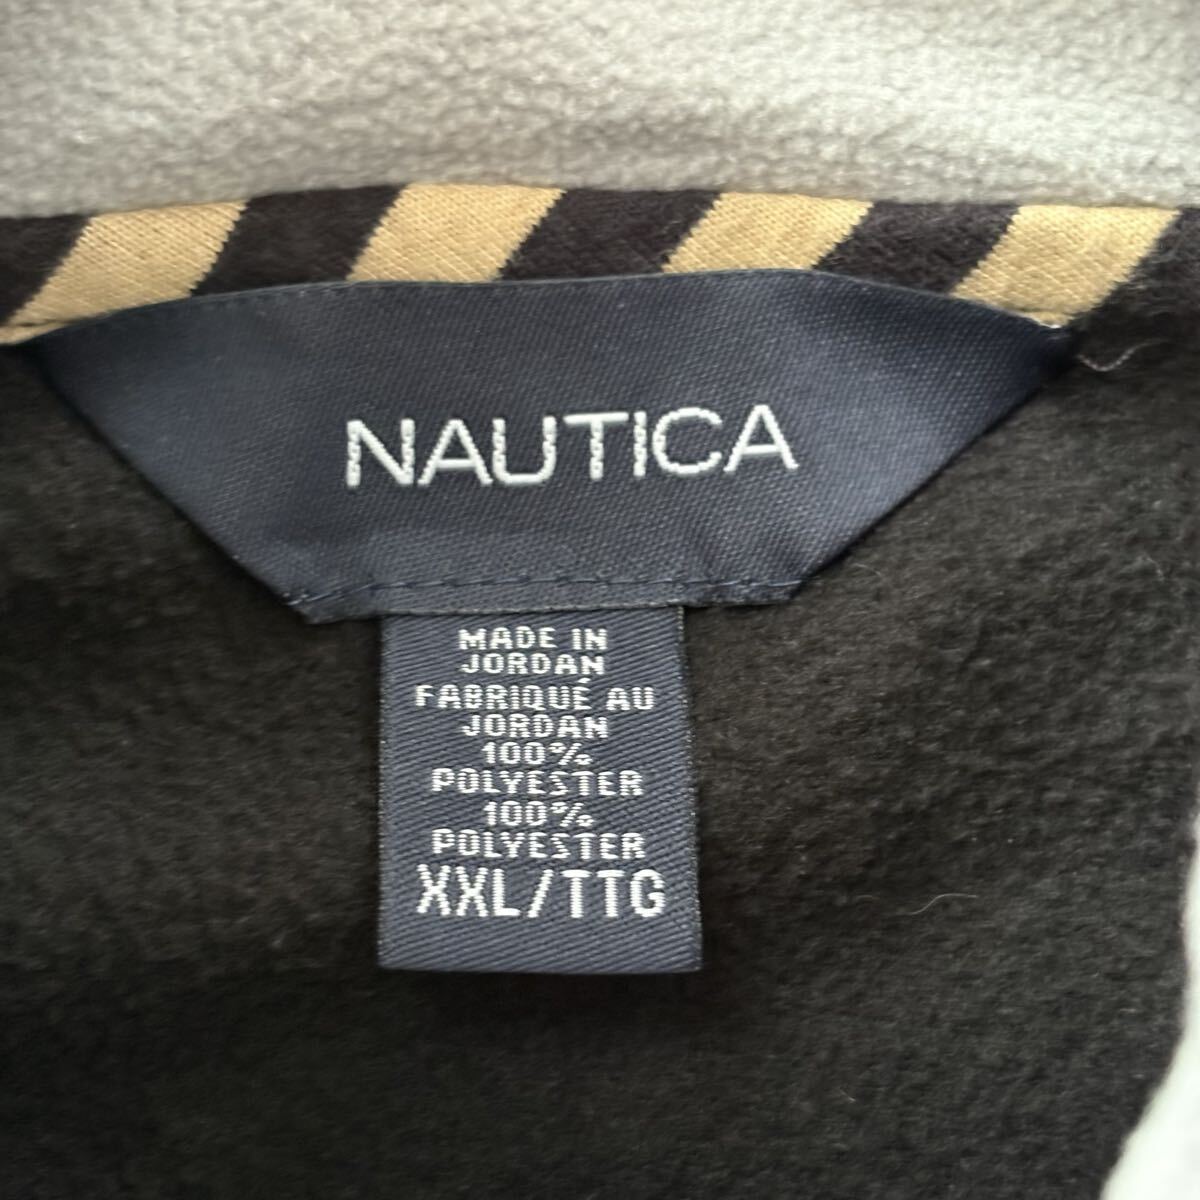 NAUTICA
MADE IN
JORDAN
FABRIQUÉ AU
JORDAN
100%
POLYESTER
100%
POLYESTER
XXL/TTG